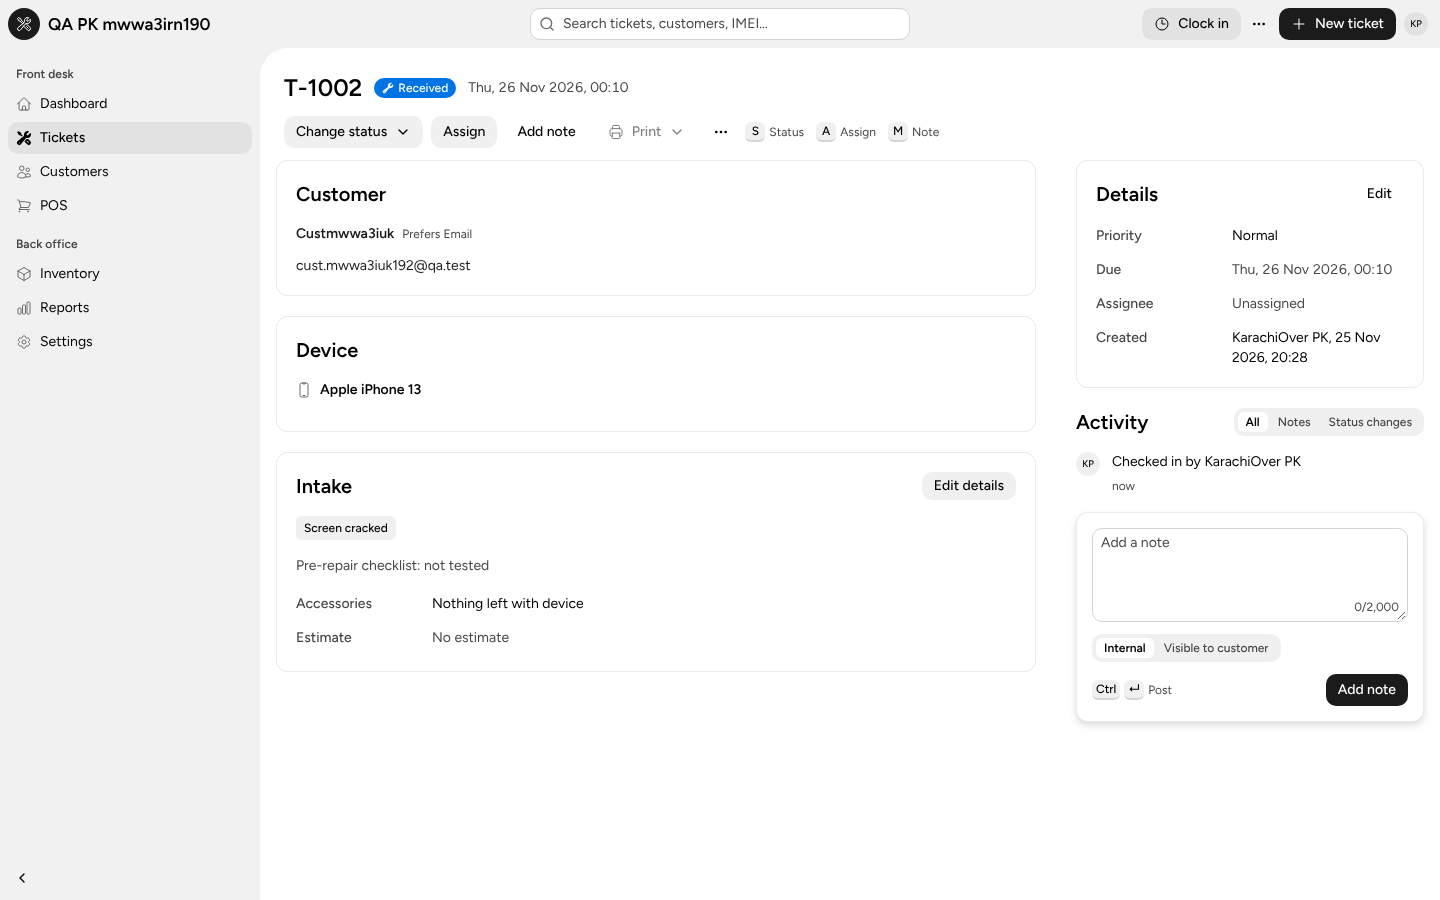 QA PK mwwa3irn190
Search tickets, customers, IMEI...
Clock in
New ticket
KP
Front desk
Dashboard
Tickets
Customers
POS
Back office
Inventory
Reports
Settings
T-1002
Received
Thu, 26 Nov 2026, 00:10
Change status
Assign
Add note
Print
S Status
A Assign
M Note
Customer
Custmwwa3iuk Prefers Email
cust.mwwa3iuk192@qa.test
Device
Apple iPhone 13
Intake
Edit details
Screen cracked
Pre-repair checklist: not tested
Accessories Nothing left with device
Estimate No estimate
Details
Edit
Priority Normal
Due Thu, 26 Nov 2026, 00:10
Assignee Unassigned
Created KarachiOver PK, 25 Nov
2026, 20:28
Activity
All Notes Status changes
KP
Checked in by KarachiOver PK
now
Add a note
0/2,000
Internal Visible to customer
Ctrl ↵ Post
Add note